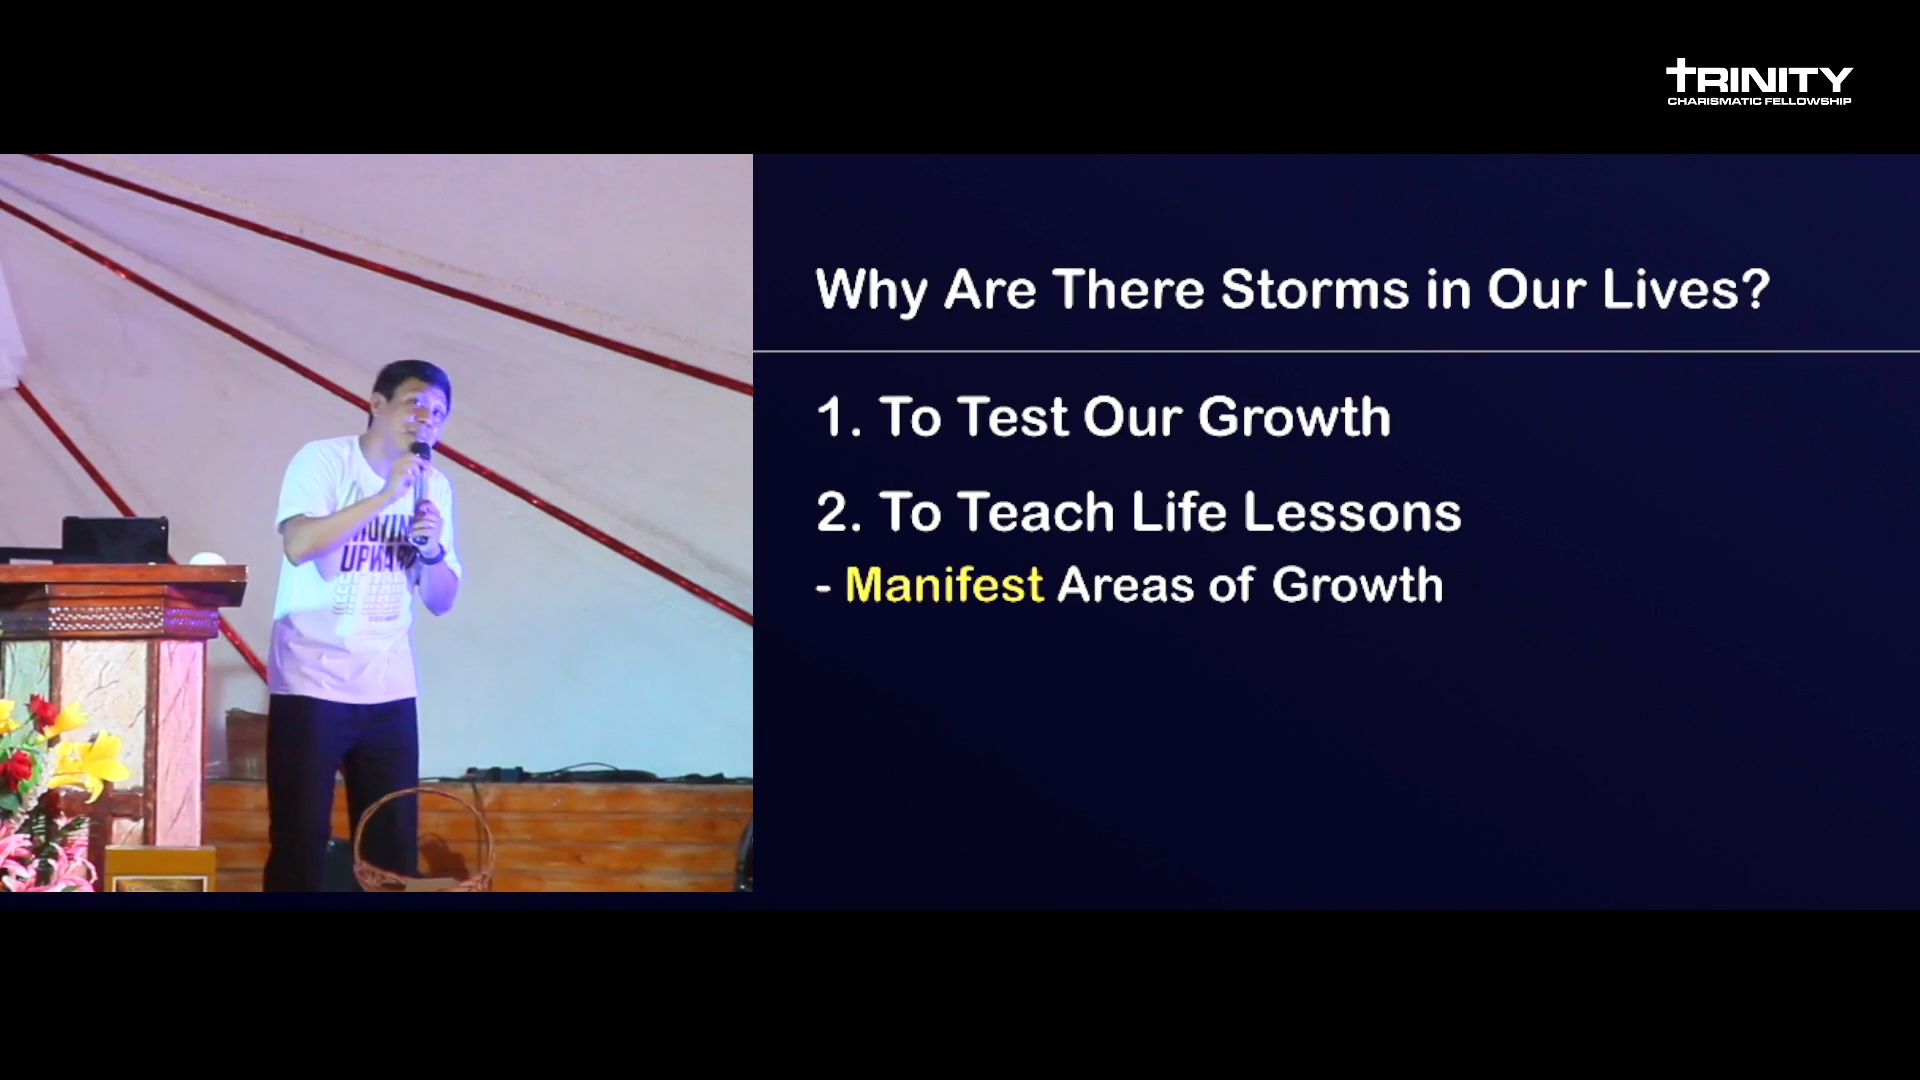 TRINITY
CHARISMATIC FELLOWSHIP
Why Are There Storms in Our Lives?
1. To Test Our Growth
2. To Teach Life Lessons
- Manifest Areas of Growth